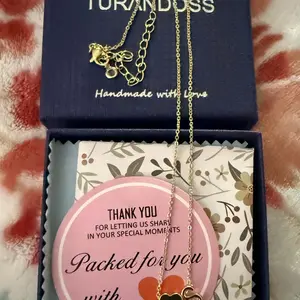 TURANDOSS
Handmade with Love
THANK YOU
FOR LETTING US SHARE
IN YOUR SPECIAL MOMENTS
Packed for you
with